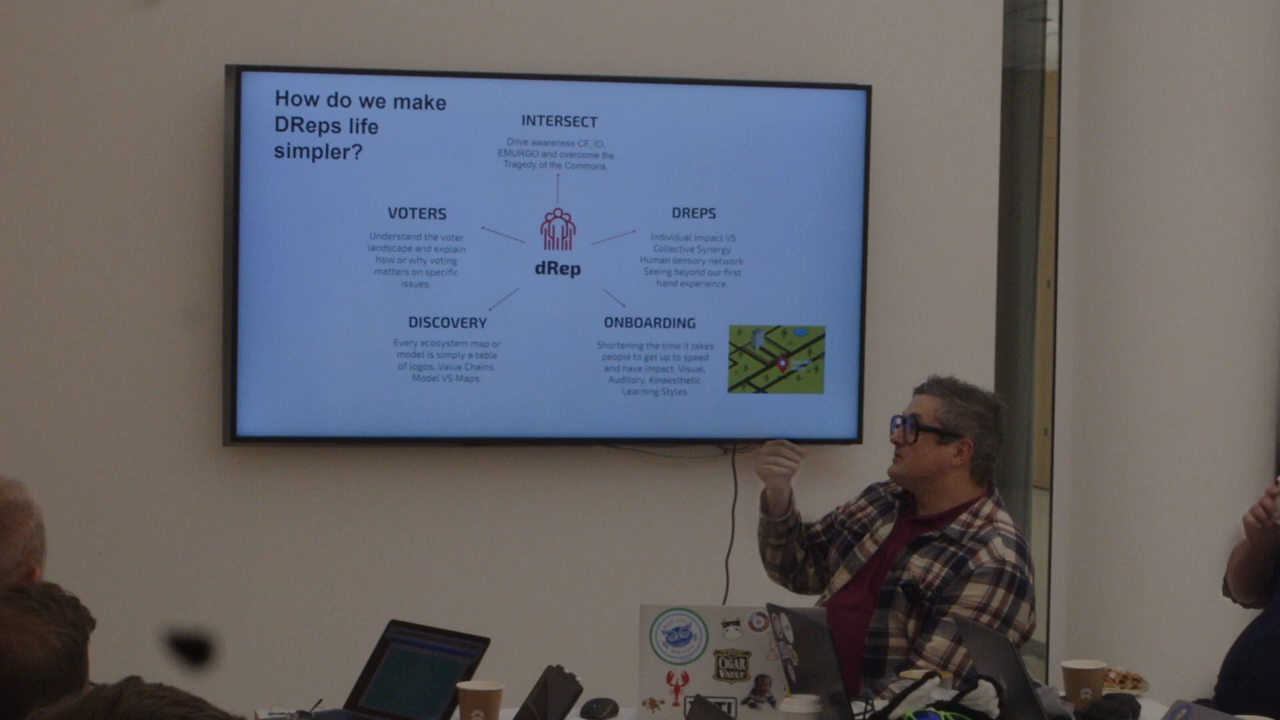 How do we make
DReps life
simpler?
INTERSECT
Drive awareness CF, IO,
EMURGO and overcome the
Tragedy of the Commons.
VOTERS
Understand the voter
landscape and explain
how or why voting
matters on specific
issues.
DREPS
Individual Impact VS
Collective Synergy.
Human sensory network.
Seeing beyond our first
hand experience.
dRep
DISCOVERY
Every ecosystem map or
model is simply a table
of logos. Value Chains.
Model VS Maps.
ONBOARDING
Shortening the time it takes
people to get up to speed
and have impact. Visual,
Auditory, Kinaesthetic
Learning Styles
CIGAR
VAULT